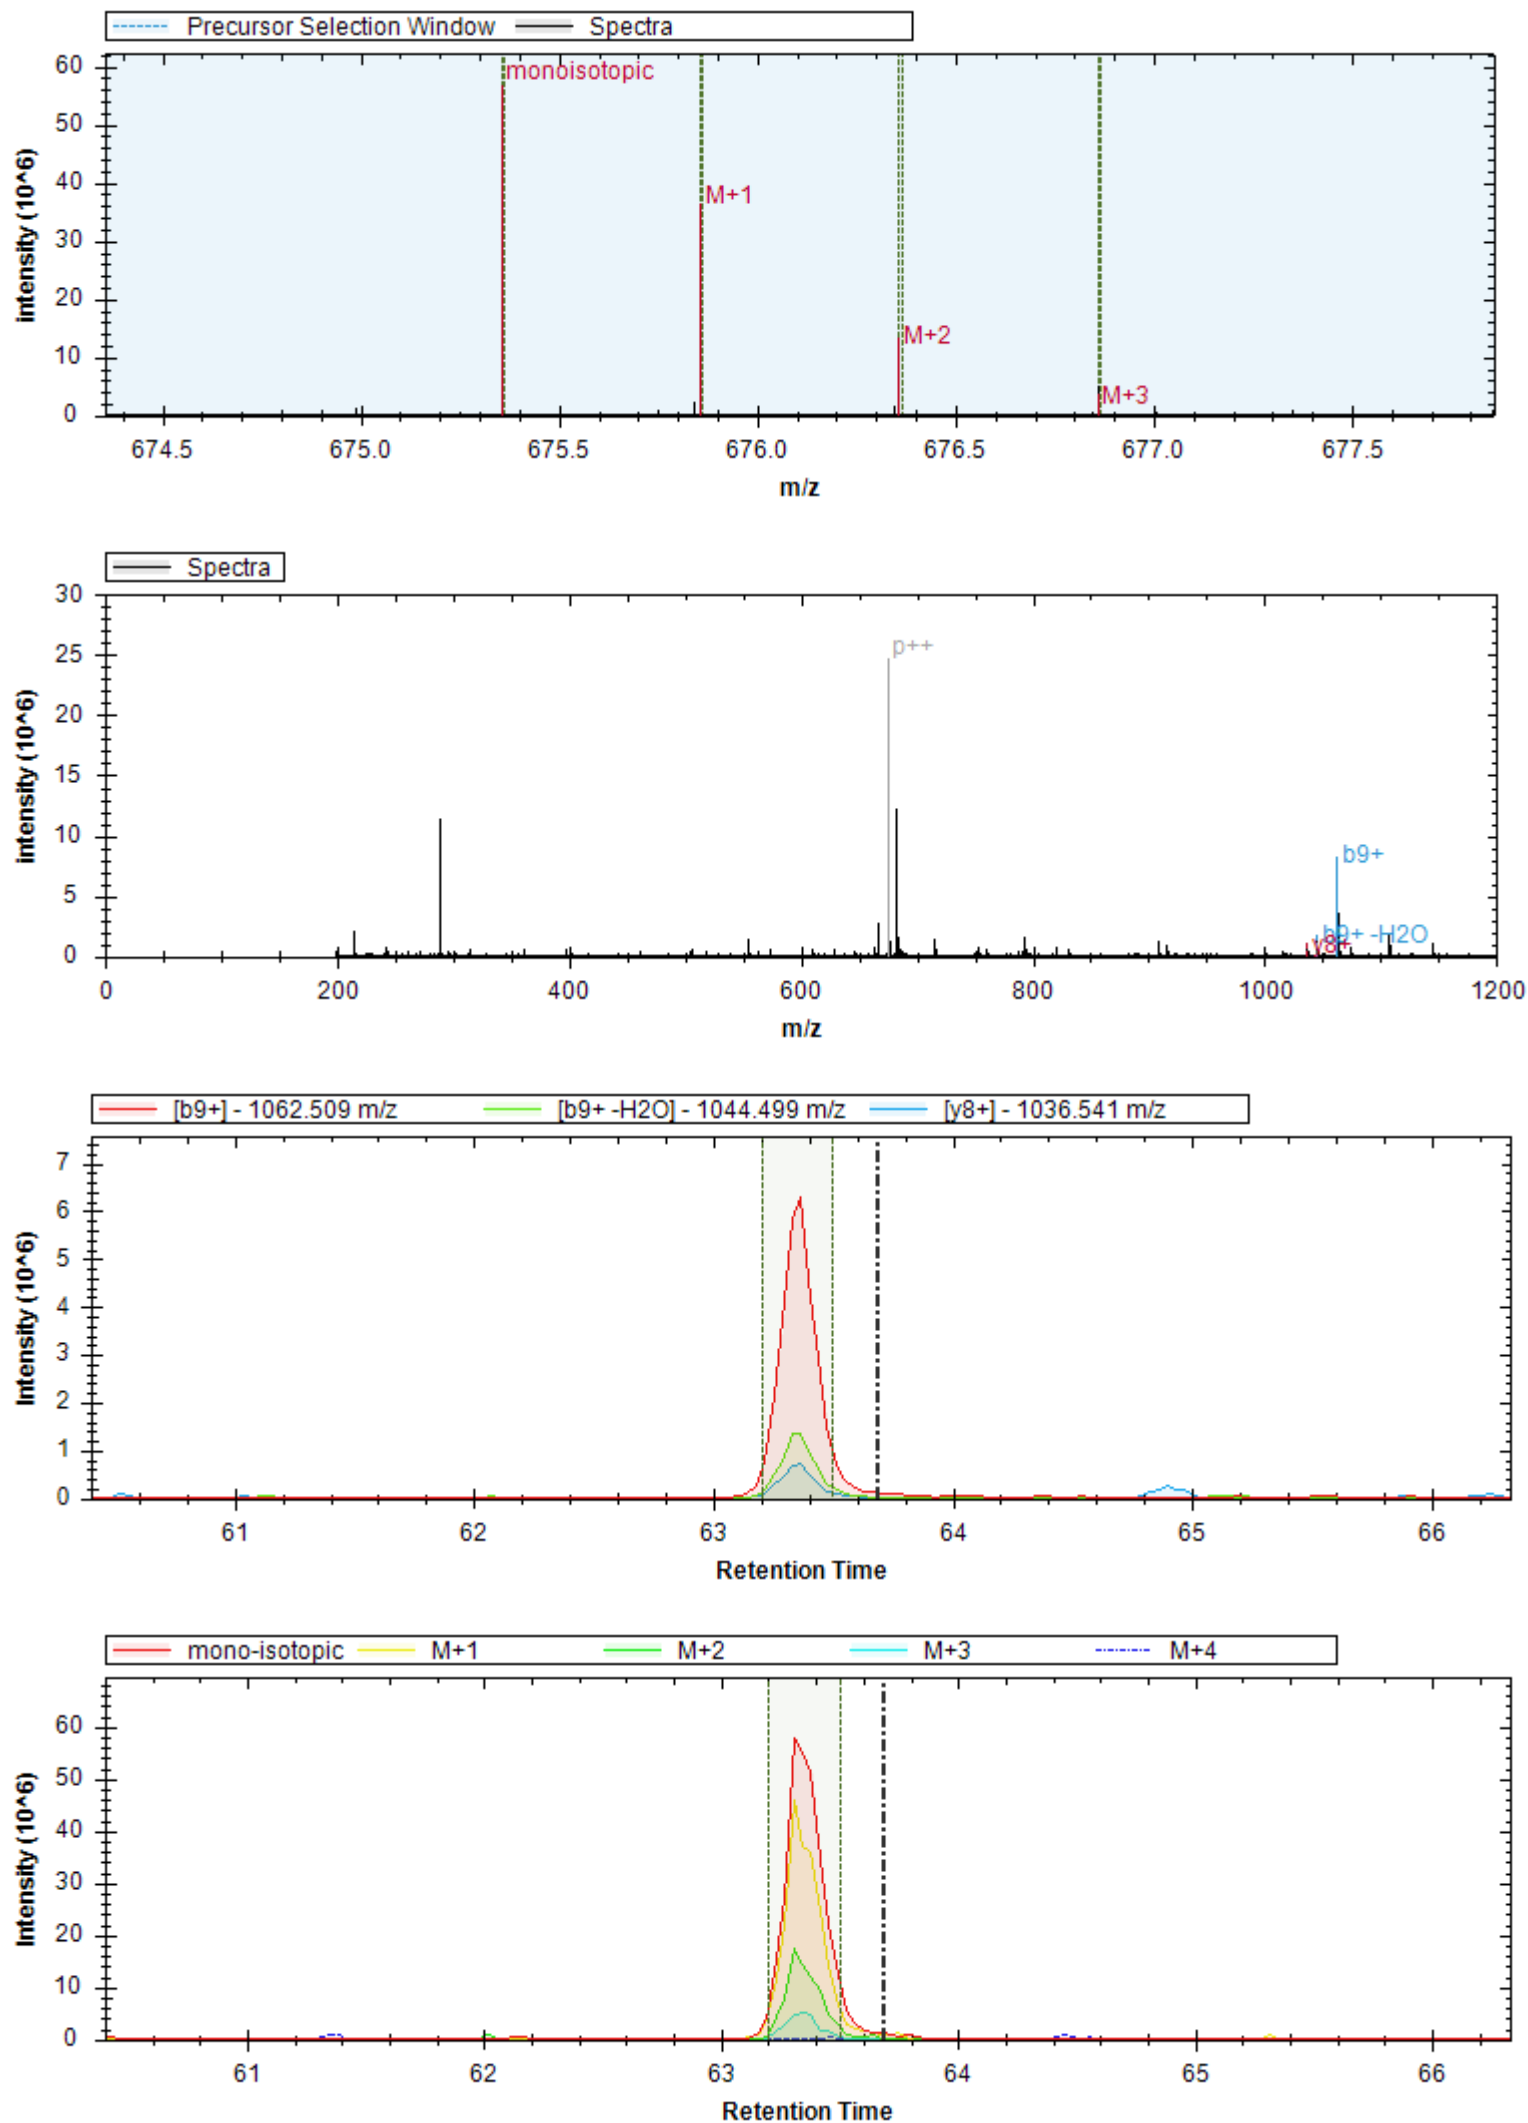 Precursor Selection Window Spectra
60
monoisotopic
50
intensity (10^6)
40
M+1
30
20
M+2
10
M+3
0
674.5 675.0 675.5 676.0 676.5 677.0 677.5
m/z
Spectra
30
25
p++
intensity (10^6)
20
15
10
b9+
5
b9+ -H2O
y8+
0
0 200 400 600 800 1000 1200
m/z
[b9+] - 1062.509 m/z [b9+ -H2O] - 1044.499 m/z [y8+] - 1036.541 m/z
7
6
Intensity (10^6)
5
4
3
2
1
0
61 62 63 64 65 66
Retention Time
mono-isotopic M+1 M+2 M+3 M+4
60
50
Intensity (10^6)
40
30
20
10
0
61 62 63 64 65 66
Retention Time